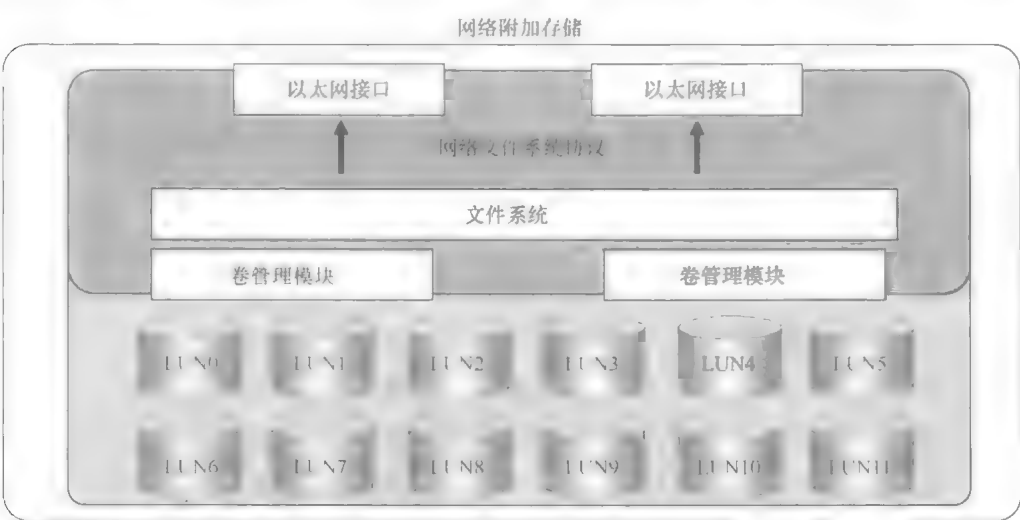 网络附加存储
以太网接口 以太网接口
网络文件系统协议
文件系统
卷管理模块 卷管理模块
LUN0 LUN1 LUN2 LUN3 LUN4 LUN5
LUN6 LUN7 LUN8 LUN9 LUN10 LUN11